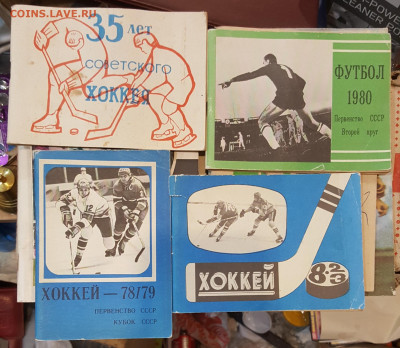 COINS.LAVE.RU
35 лет
советского
ХОККЕЯ
ФУТБОЛ
1980
Первенство СССР
Второй круг
ХОККЕЙ — 78/79
ПЕРВЕНСТВО СССР
КУБОК СССР
ХОККЕЙ